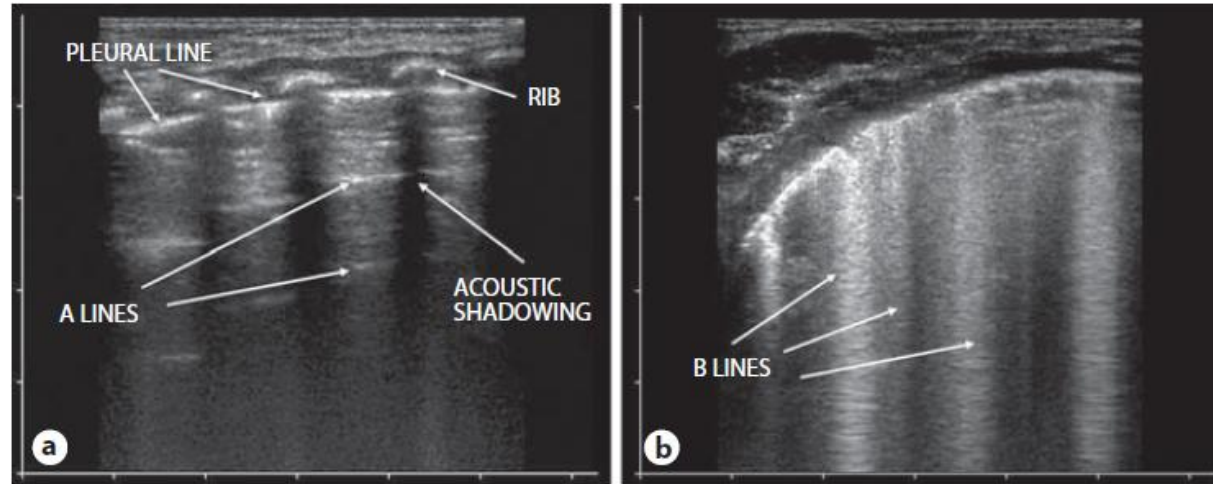 PLEURAL LINE
RIB
A LINES
ACOUSTIC
SHADOWING
a
B LINES
b